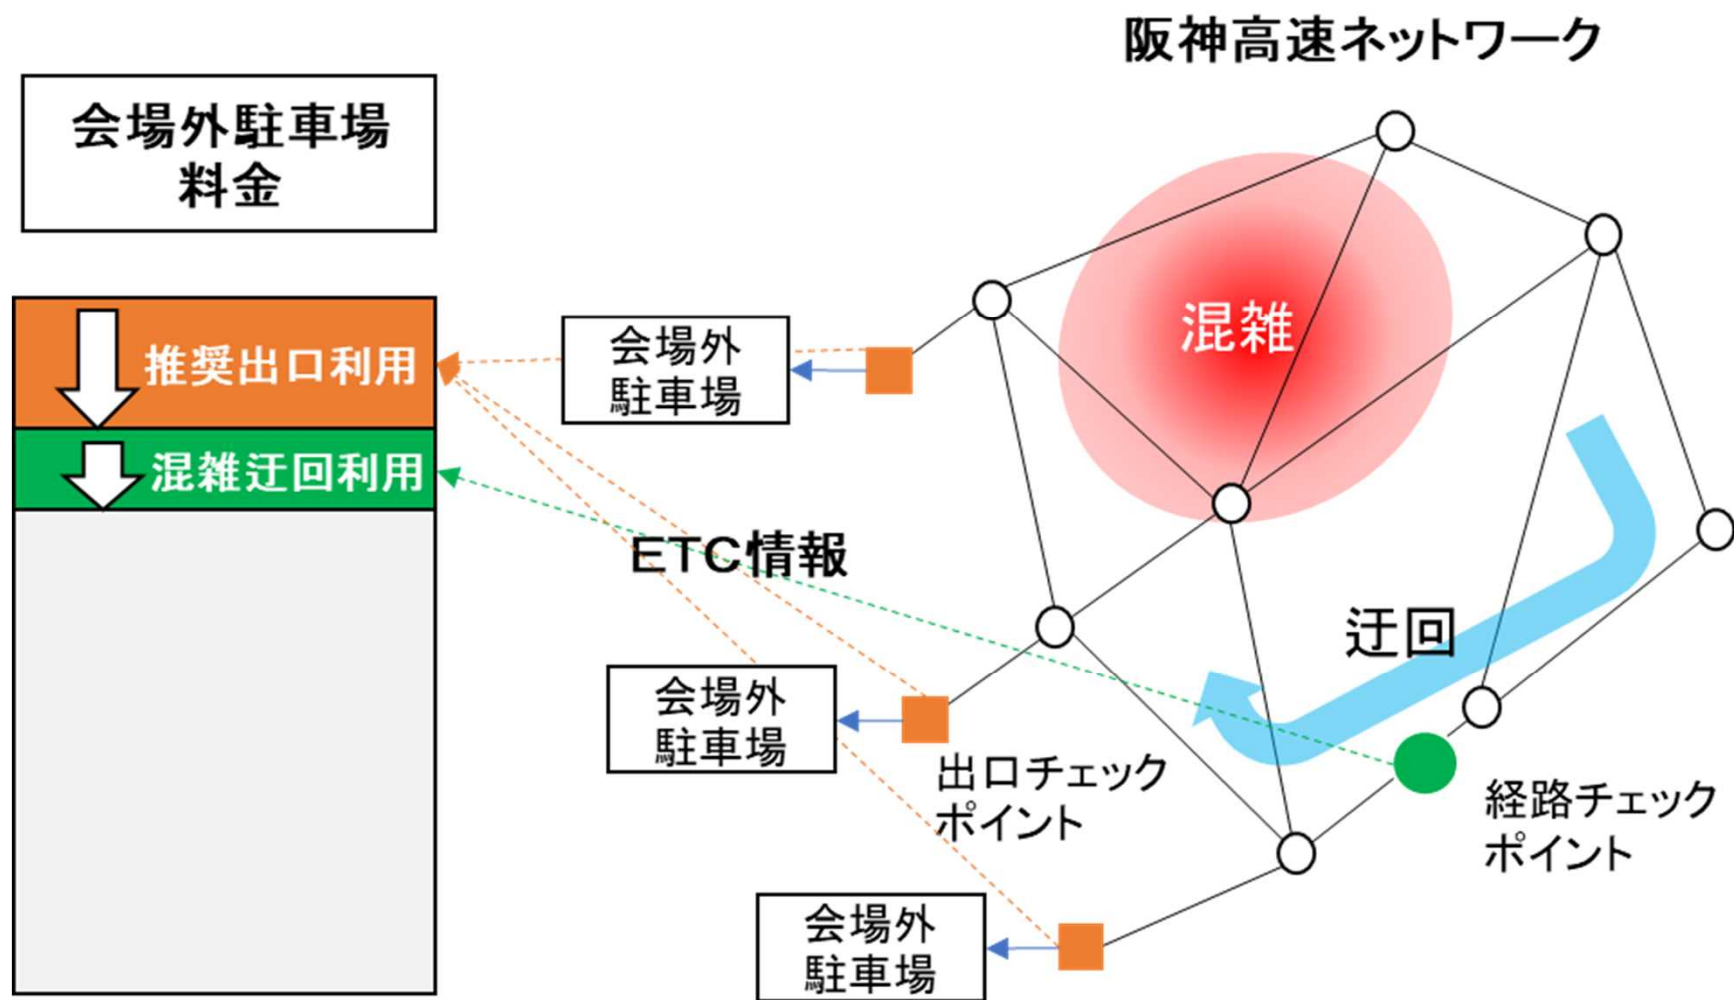 阪神高速ネットワーク
会場外駐車場
料金
推奨出口利用
混雑迂回利用
会場外
駐車場
混雑
ETC情報
迂回
会場外
駐車場
出口チェック
ポイント
経路チェック
ポイント
会場外
駐車場